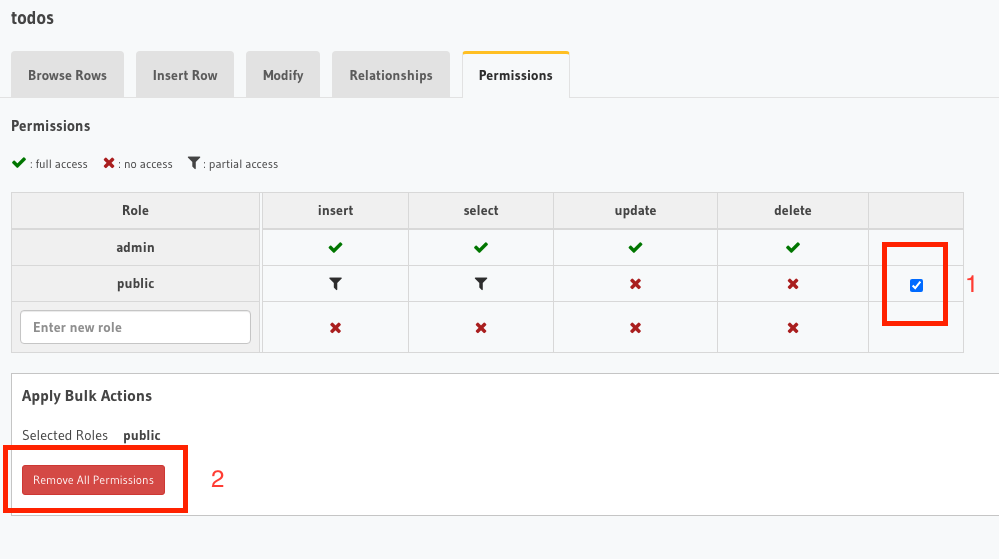 todos
Browse Rows Insert Row Modify Relationships Permissions
Permissions
: full access : no access : partial access
Role insert select update delete
admin
public
1
Enter new role
Apply Bulk Actions
Selected Roles public
Remove All Permissions
2